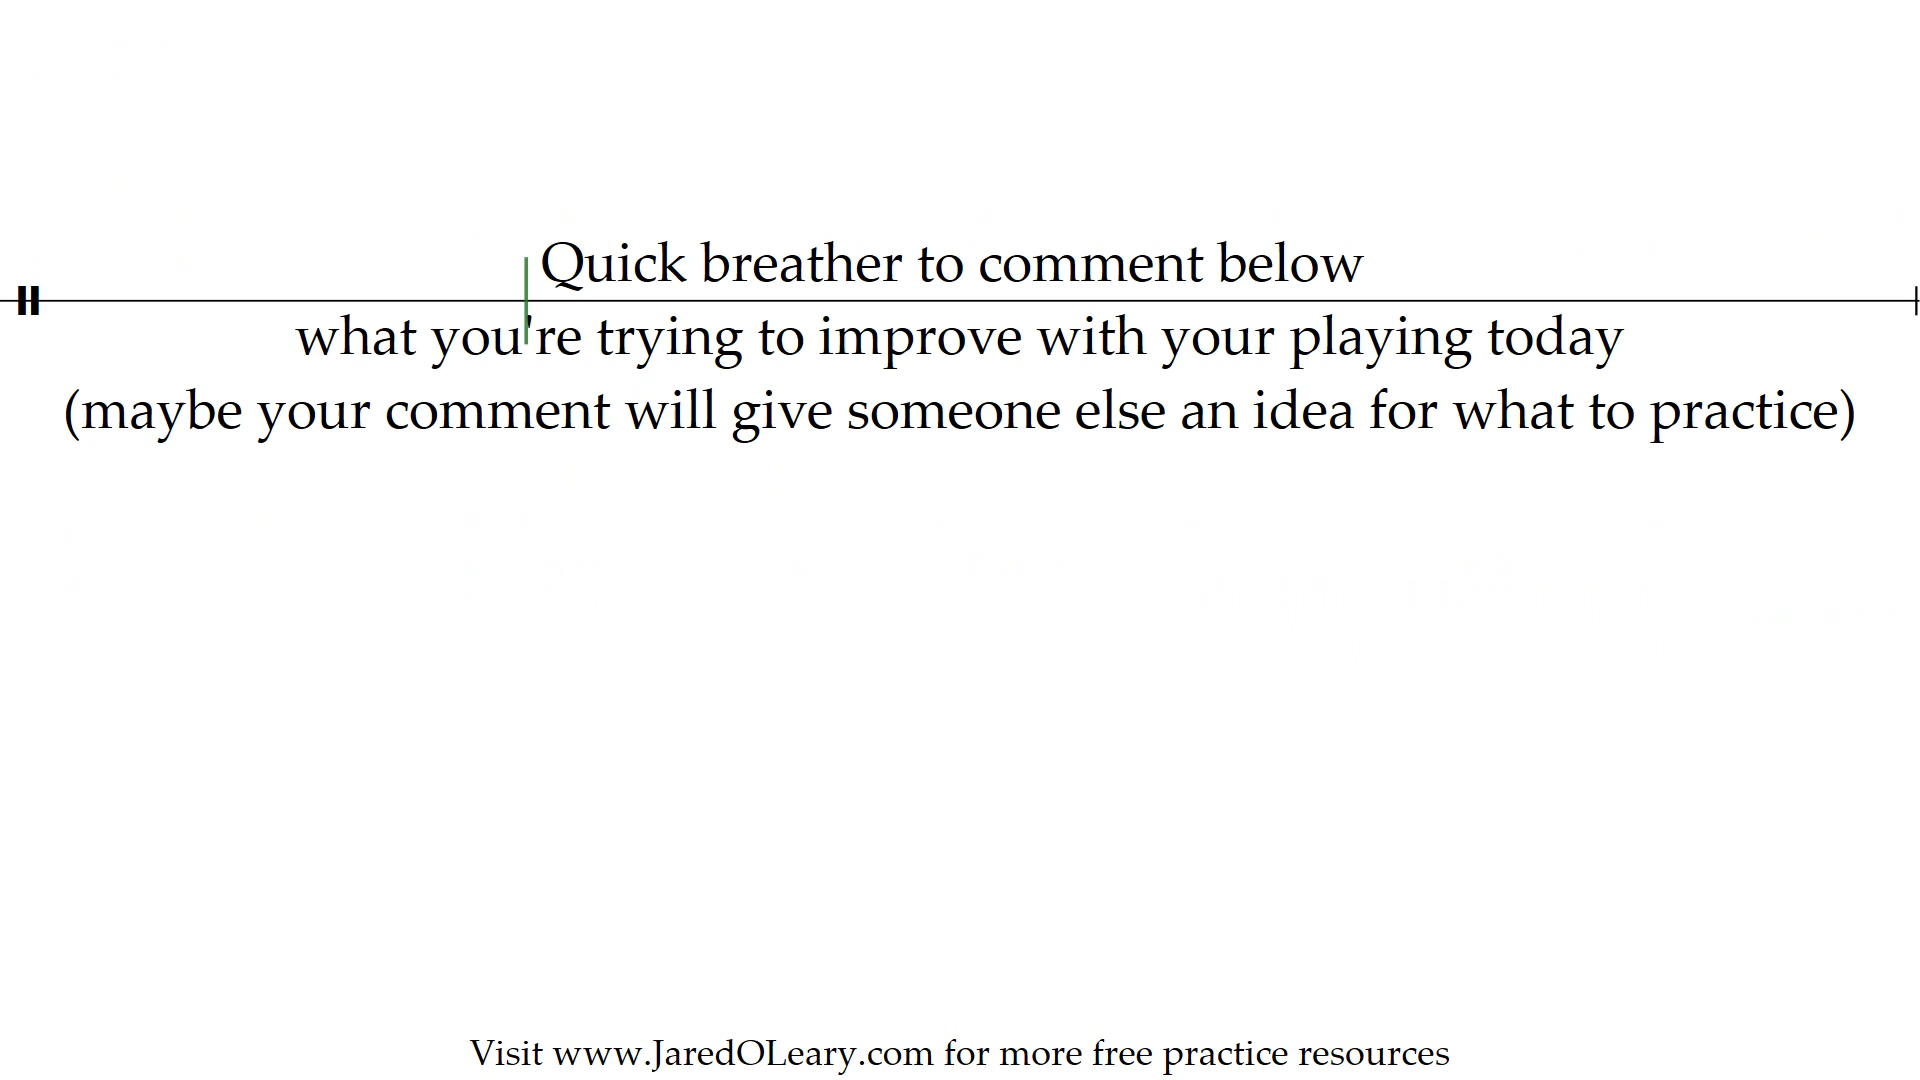 Quick breather to comment below
what you're trying to improve with your playing today
(maybe your comment will give someone else an idea for what to practice)
Visit www.JaredOLeary.com for more free practice resources